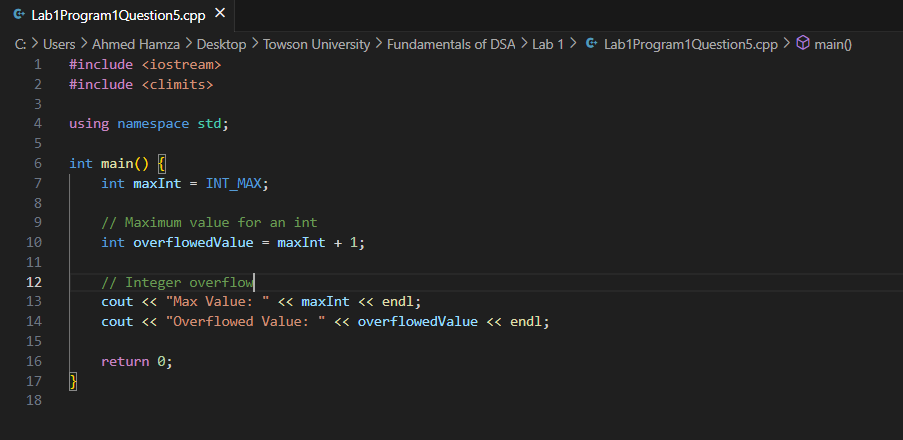 Lab1Program1Question5.cpp ×
C: > Users > Ahmed Hamza > Desktop > Towson University > Fundamentals of DSA > Lab 1 > Lab1Program1Question5.cpp > main()
1 #include <iostream>
2 #include <climits>
3
4 using namespace std;
5
6 int main() {
7 int maxInt = INT_MAX;
8
9 // Maximum value for an int
10 int overflowedValue = maxInt + 1;
11
12 // Integer overflow
13 cout << "Max Value: " << maxInt << endl;
14 cout << "Overflowed Value: " << overflowedValue << endl;
15
16 return 0;
17 }
18